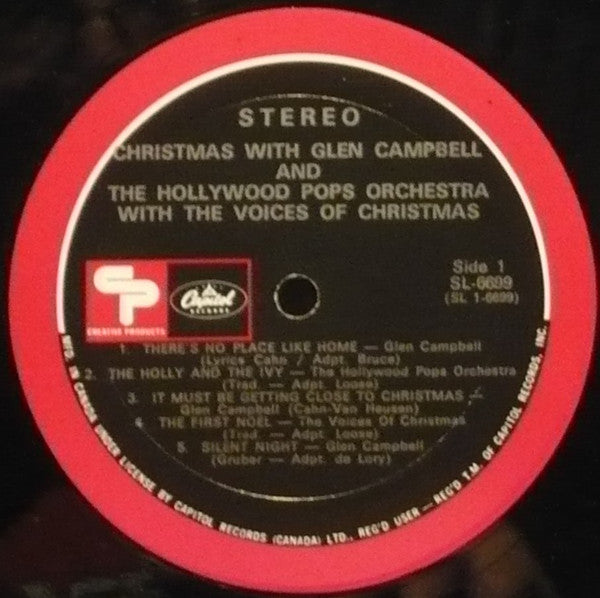 STEREO
CHRISTMAS WITH GLEN CAMPBELL
AND
THE HOLLYWOOD POPS ORCHESTRA
WITH THE VOICES OF CHRISTMAS
CP
CREATIVE PRODUCTS
Capitol
RECORDS
Side 1
SL-6699
(SL 1-6699)
1. THERE'S NO PLACE LIKE HOME — Glen Campbell
(Lyrics Cahn / Adpt. Bruce)
2. THE HOLLY AND THE IVY — The Hollywood Pops Orchestra
(Trad. — Adpt. Loose)
3. IT MUST BE GETTING CLOSE TO CHRISTMAS —
Glen Campbell (Cahn-Van Heusen)
4. THE FIRST NOEL — The Voices Of Christmas
(Trad. — Adpt. Loose)
5. SILENT NIGHT — Glen Campbell
(Gruber — Adpt. de Lory)
MF'D. IN CANADA UNDER LICENSE BY CAPITOL RECORDS (CANADA) LTD., REG'D USER — REG'D T.M. OF CAPITOL RECORDS, INC.